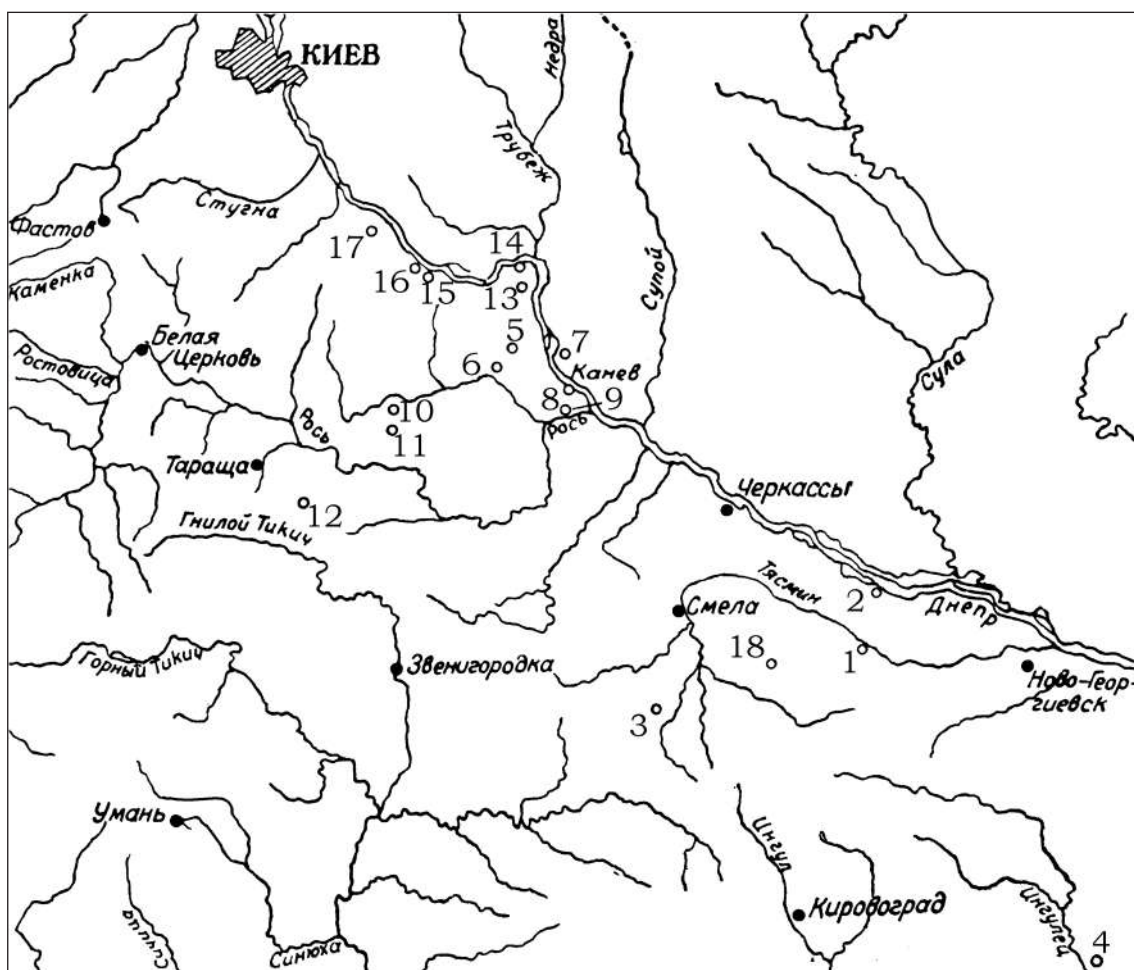 КИЕВ
Недра
Трубеж
Стугна
Фастов
Супой
17
14
16
15
13
Каменка
Белая
Церковь
Ростовица
5
7
6
Канев
8
9
Сула
10
Рось
Рось
11
Тараща
12
Гнилой Тикич
Черкассы
Тясмин
2
Днепр
Смела
18
1
Горный Тикич
Звенигородка
Ново-Геор-
гиевск
3
Умань
Ингул
Кировоград
Ингулец
4
Синюха